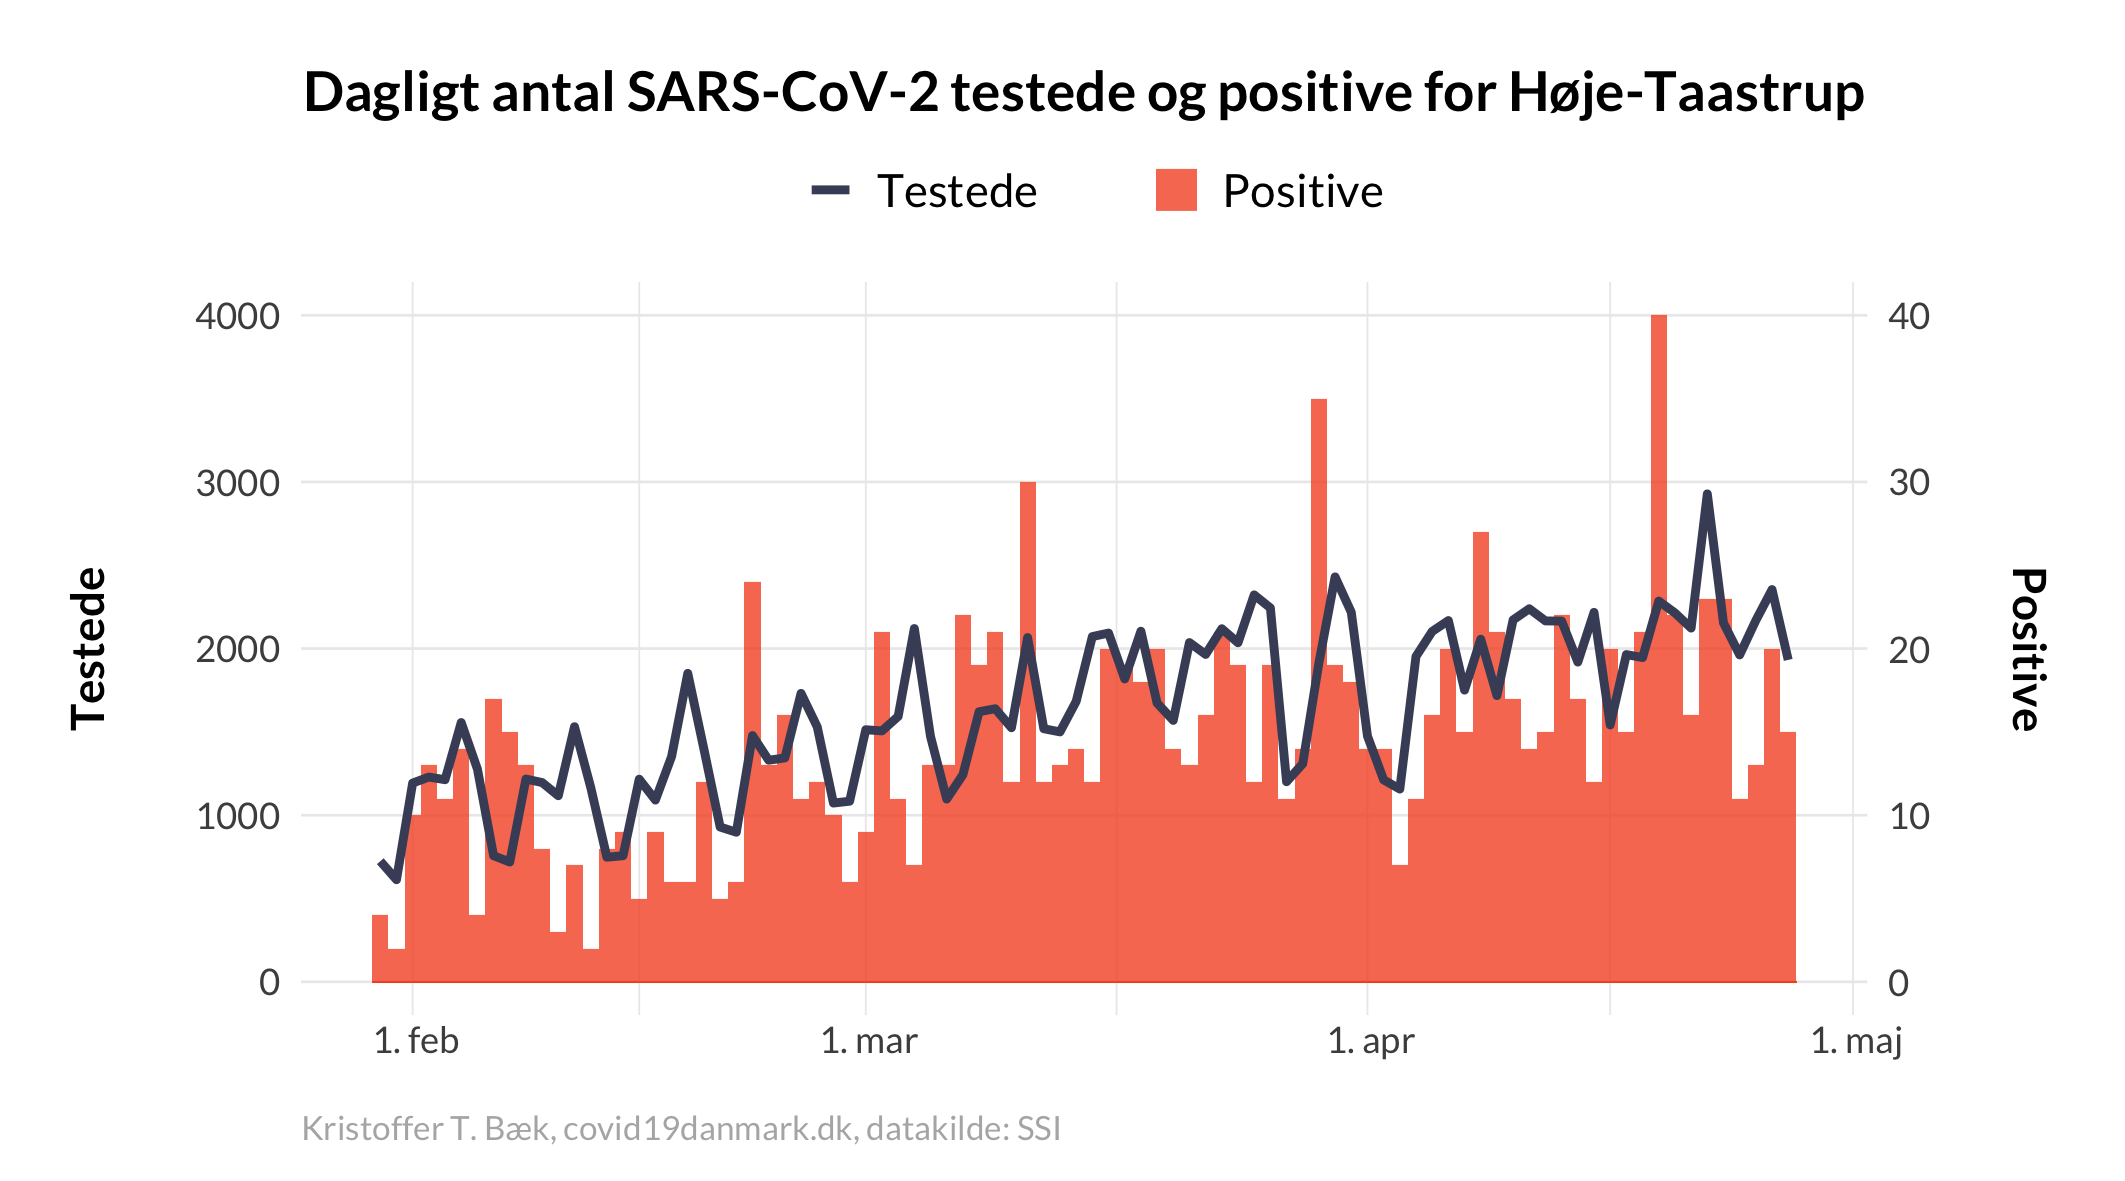 Dagligt antal SARS-CoV-2 testede og positive for Høje-Taastrup
Testede
Positive
4000
3000
2000
1000
0
40
30
20
10
0
Testede
Positive
1. feb
1. mar
1. apr
1. maj
Kristoffer T. Bæk, covid19danmark.dk, datakilde: SSI